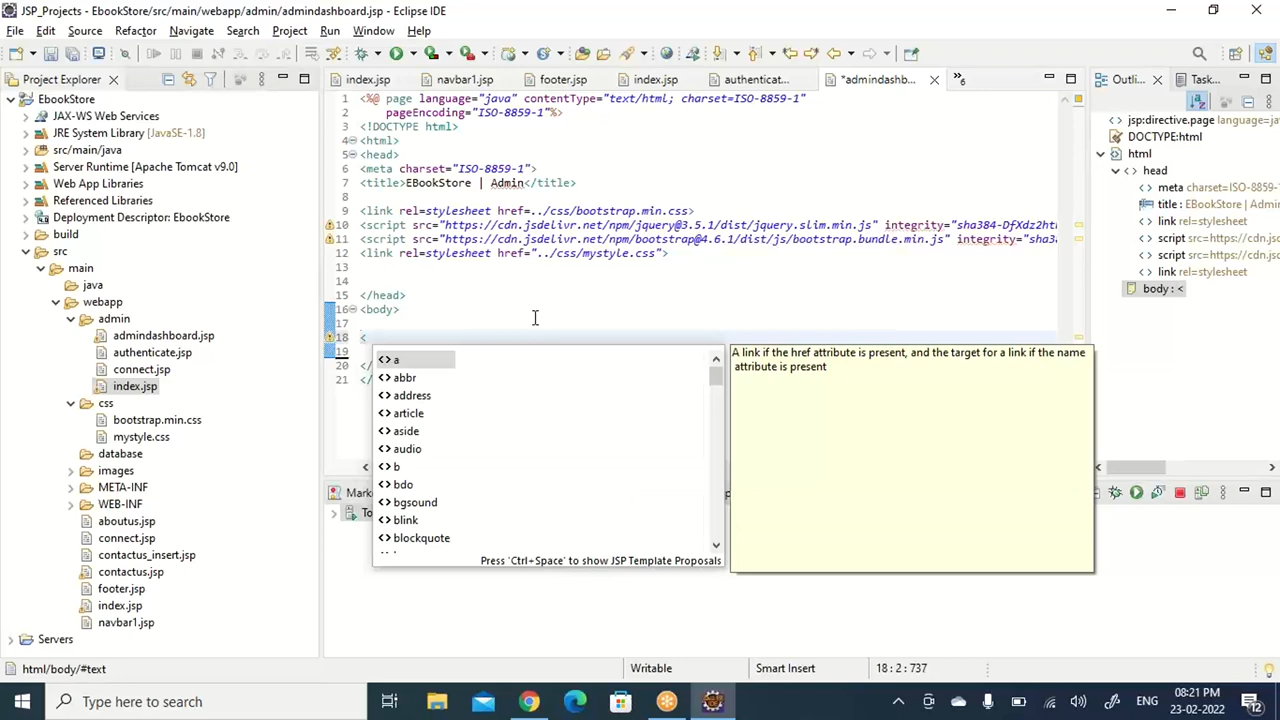 JSP_Projects - EbookStore/src/main/webapp/admin/admindashboard.jsp - Eclipse IDE
File Edit Source Refactor Navigate Search Project Run Window Help
Project Explorer
index.jsp navbar1.jsp footer.jsp index.jsp authenticat... *admindashb... »6
Outli... Task...
EbookStore
JAX-WS Web Services
JRE System Library [JavaSE-1.8]
src/main/java
Server Runtime [Apache Tomcat v9.0]
Web App Libraries
Referenced Libraries
Deployment Descriptor: EbookStore
build
src
main
java
webapp
admin
admindashboard.jsp
authenticate.jsp
connect.jsp
index.jsp
css
bootstrap.min.css
mystyle.css
database
images
META-INF
WEB-INF
aboutus.jsp
connect.jsp
contactus_insert.jsp
contactus.jsp
footer.jsp
index.jsp
navbar1.jsp
Servers
1 <%@ page language="java" contentType="text/html; charset=ISO-8859-1"
2 pageEncoding="ISO-8859-1"%>
3 <!DOCTYPE html>
4 <html>
5 <head>
6 <meta charset="ISO-8859-1">
7 <title>EBookStore | Admin</title>
8
9 <link rel=stylesheet href=../css/bootstrap.min.css>
10 <script src="https://cdn.jsdelivr.net/npm/jquery@3.5.1/dist/jquery.slim.min.js" integrity="sha384-DfXdz2ht
11 <script src="https://cdn.jsdelivr.net/npm/bootstrap@4.6.1/dist/js/bootstrap.bundle.min.js" integrity="sha3
12 <link rel=stylesheet href="../css/mystyle.css">
13
14
15 </head>
16 <body>
17
18 <
19
20 </
21 </
<> a
<> abbr
<> address
<> article
<> aside
<> audio
<> b
<> bdo
<> bgsound
<> blink
<> blockquote
Press 'Ctrl+Space' to show JSP Template Proposals
A link if the href attribute is present, and the target for a link if the name
attribute is present
jsp:directive.page language=j
DOCTYPE:html
html
head
meta charset=ISO-8859-1
title : EBookStore | Admi
link rel=stylesheet
script src=https://cdn.j
script src=https://cdn.j
link rel=stylesheet
body : <
Mark
To
html/body/#text
Writable
Smart Insert
18 : 2 : 737
Type here to search
ENG
08:21 PM
23-02-2022
12